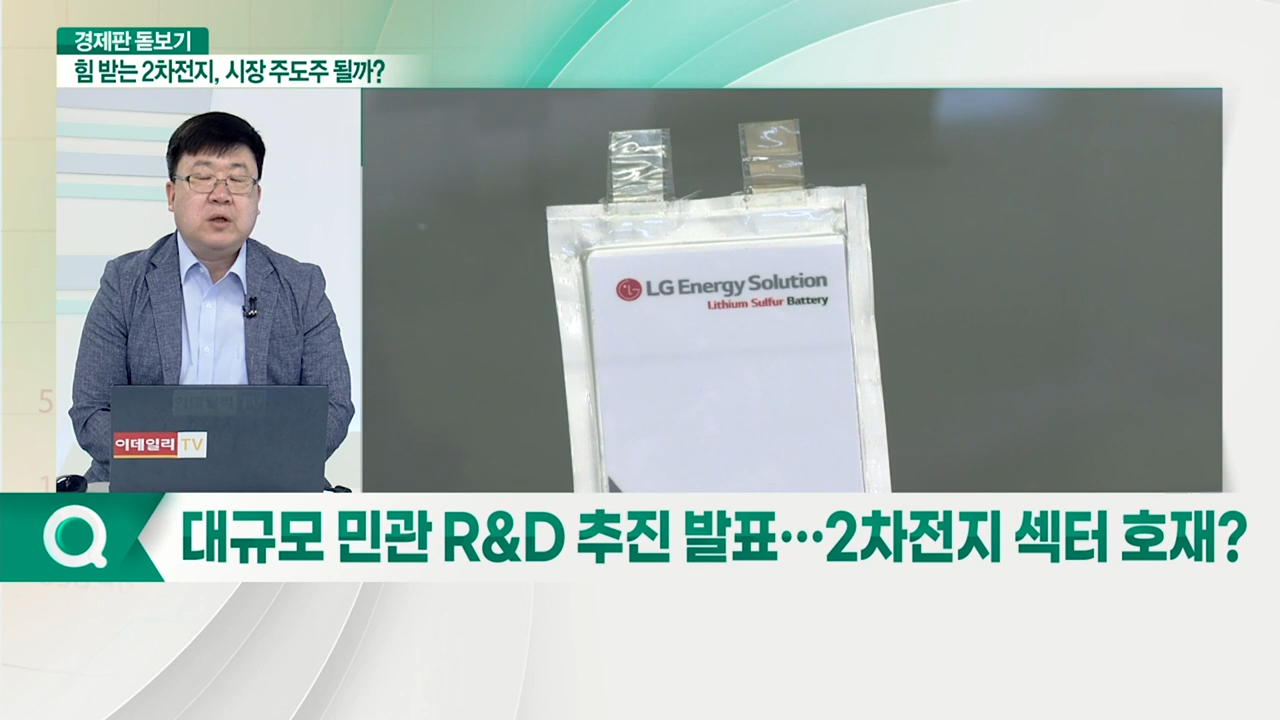 경제판 돋보기
힘 받는 2차전지, 시장 주도주 될까?
LG Energy Solution
Lithium Sulfur Battery
이데일리 TV
대규모 민관 R&D 추진 발표…2차전지 섹터 호재?